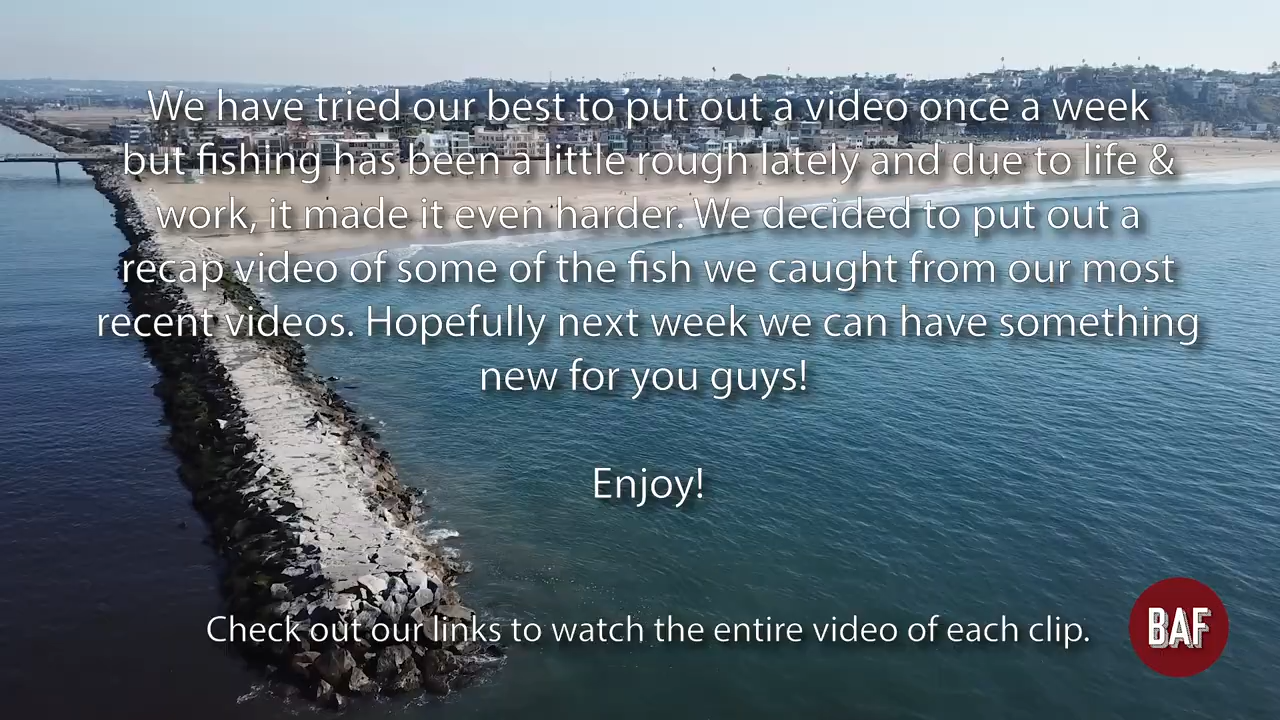 We have tried our best to put out a video once a week
but fishing has been a little rough lately and due to life &
work, it made it even harder. We decided to put out a
recap video of some of the fish we caught from our most
recent videos. Hopefully next week we can have something
new for you guys!
Enjoy!
Check out our links to watch the entire video of each clip.
BAF